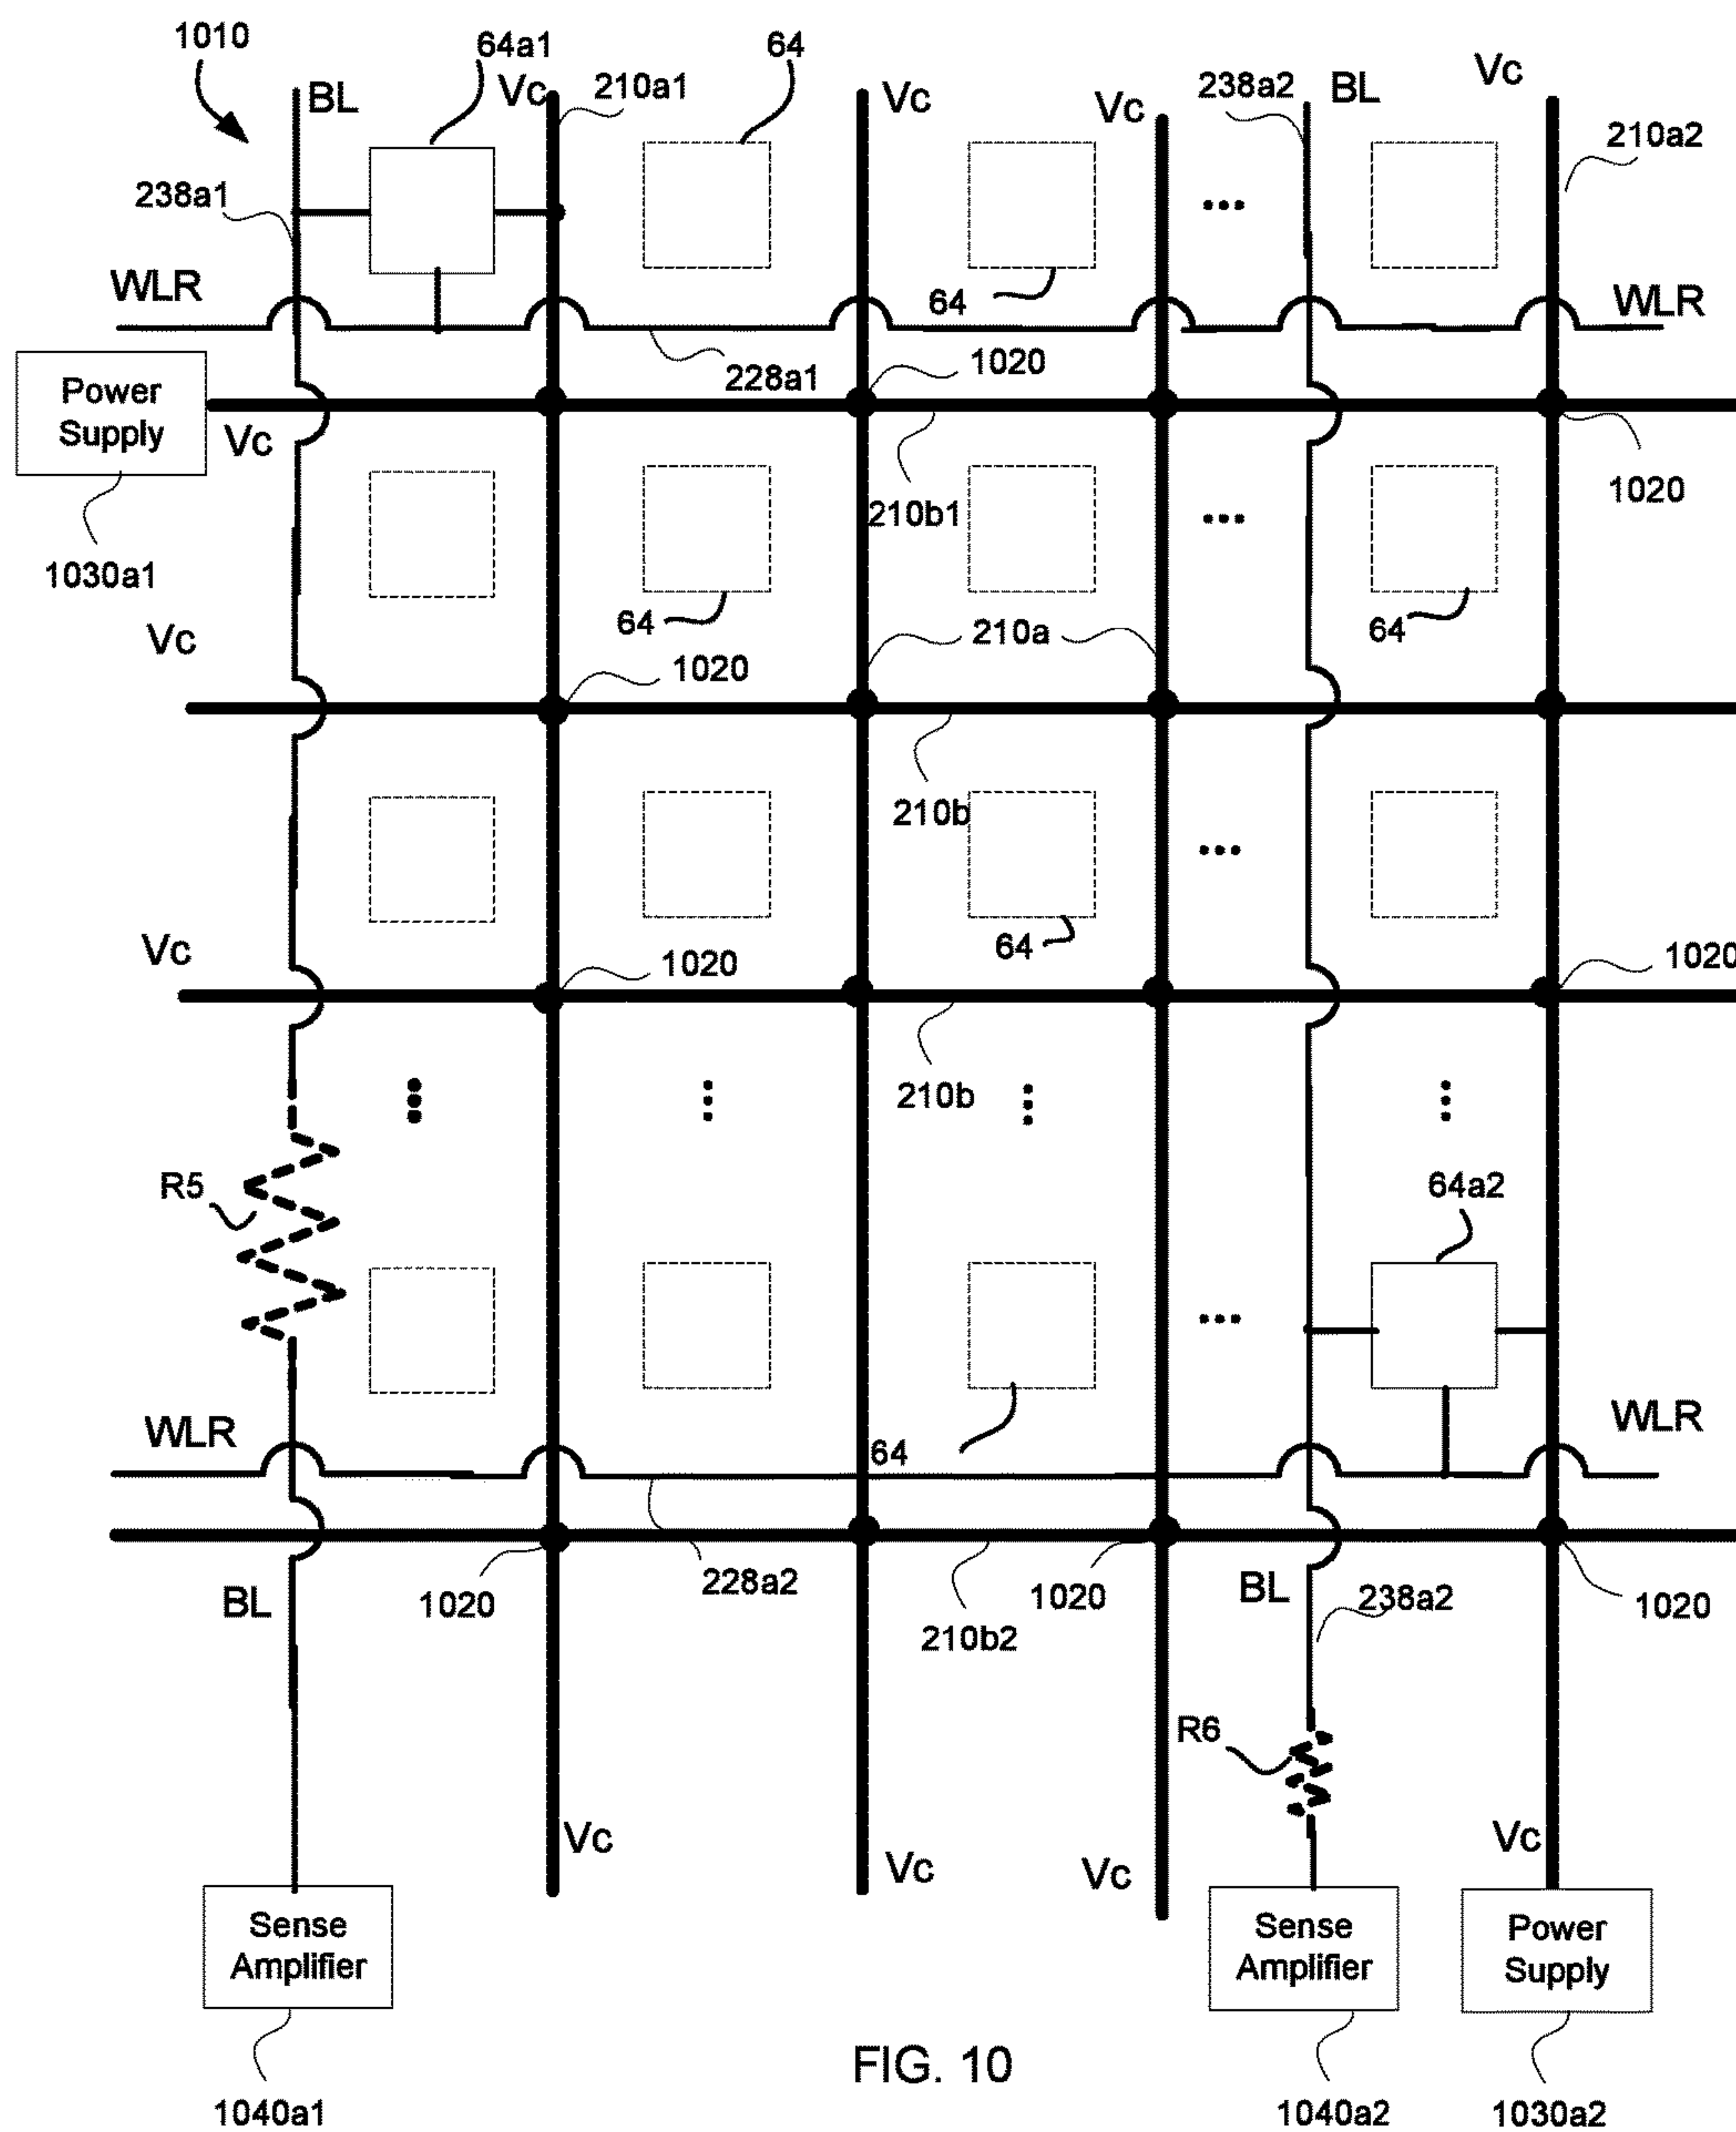 1010
64a1
64
BL
Vc
210a1
Vc
Vc
238a2
BL
Vc
210a2
238a1
WLR
64
WLR
228a1
1020
Power
Supply
Vc
210b1
1020
1030a1
64
210a
64
Vc
1020
210b
64
Vc
1020
1020
210b
R5
64a2
WLR
64
WLR
BL
1020
228a2
210b2
1020
BL
238a2
1020
R6
Vc
Vc
Vc
Vc
Sense
Amplifier
Sense
Amplifier
Power
Supply
FIG. 10
1040a1
1040a2
1030a2